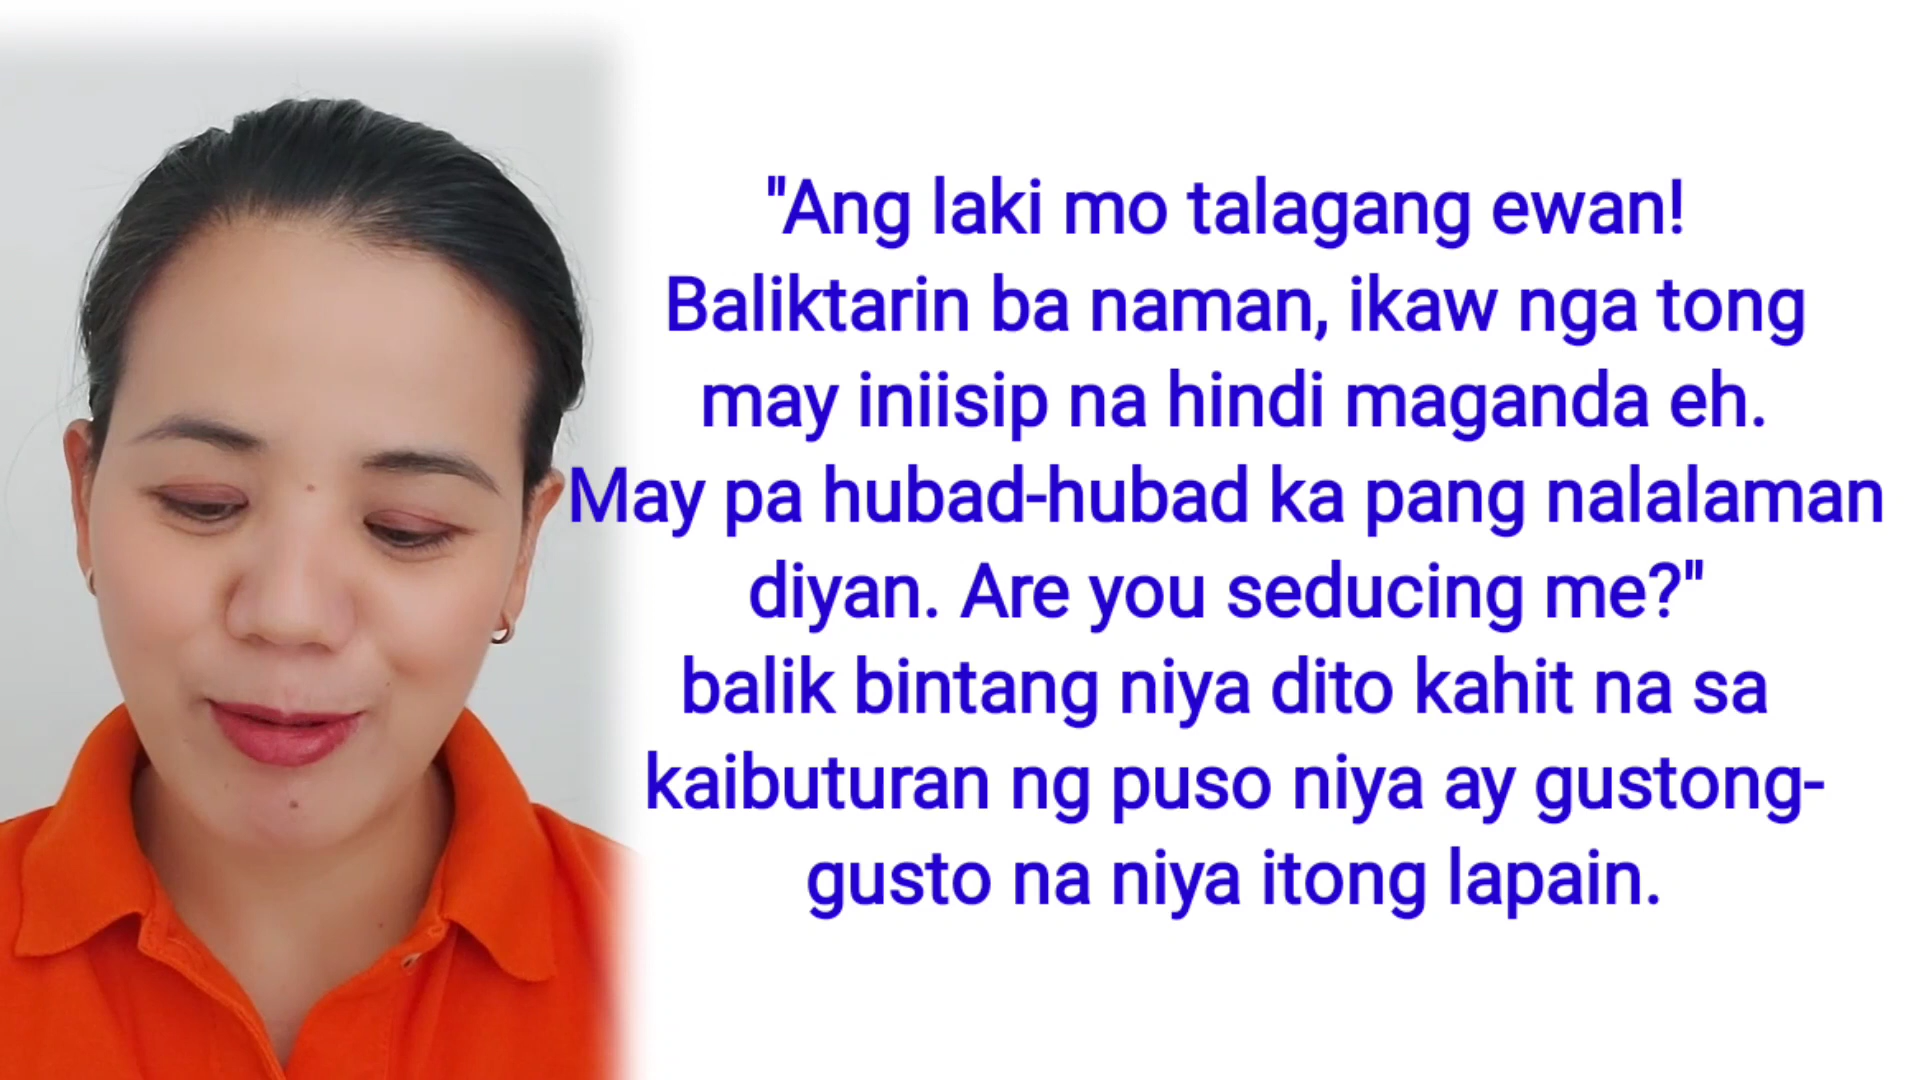 "Ang laki mo talagang ewan!
Baliktarin ba naman, ikaw nga tong
may iniisip na hindi maganda eh.
May pa hubad-hubad ka pang nalalaman
diyan. Are you seducing me?"
balik bintang niya dito kahit na sa
kaibuturan ng puso niya ay gustong-
gusto na niya itong lapain.